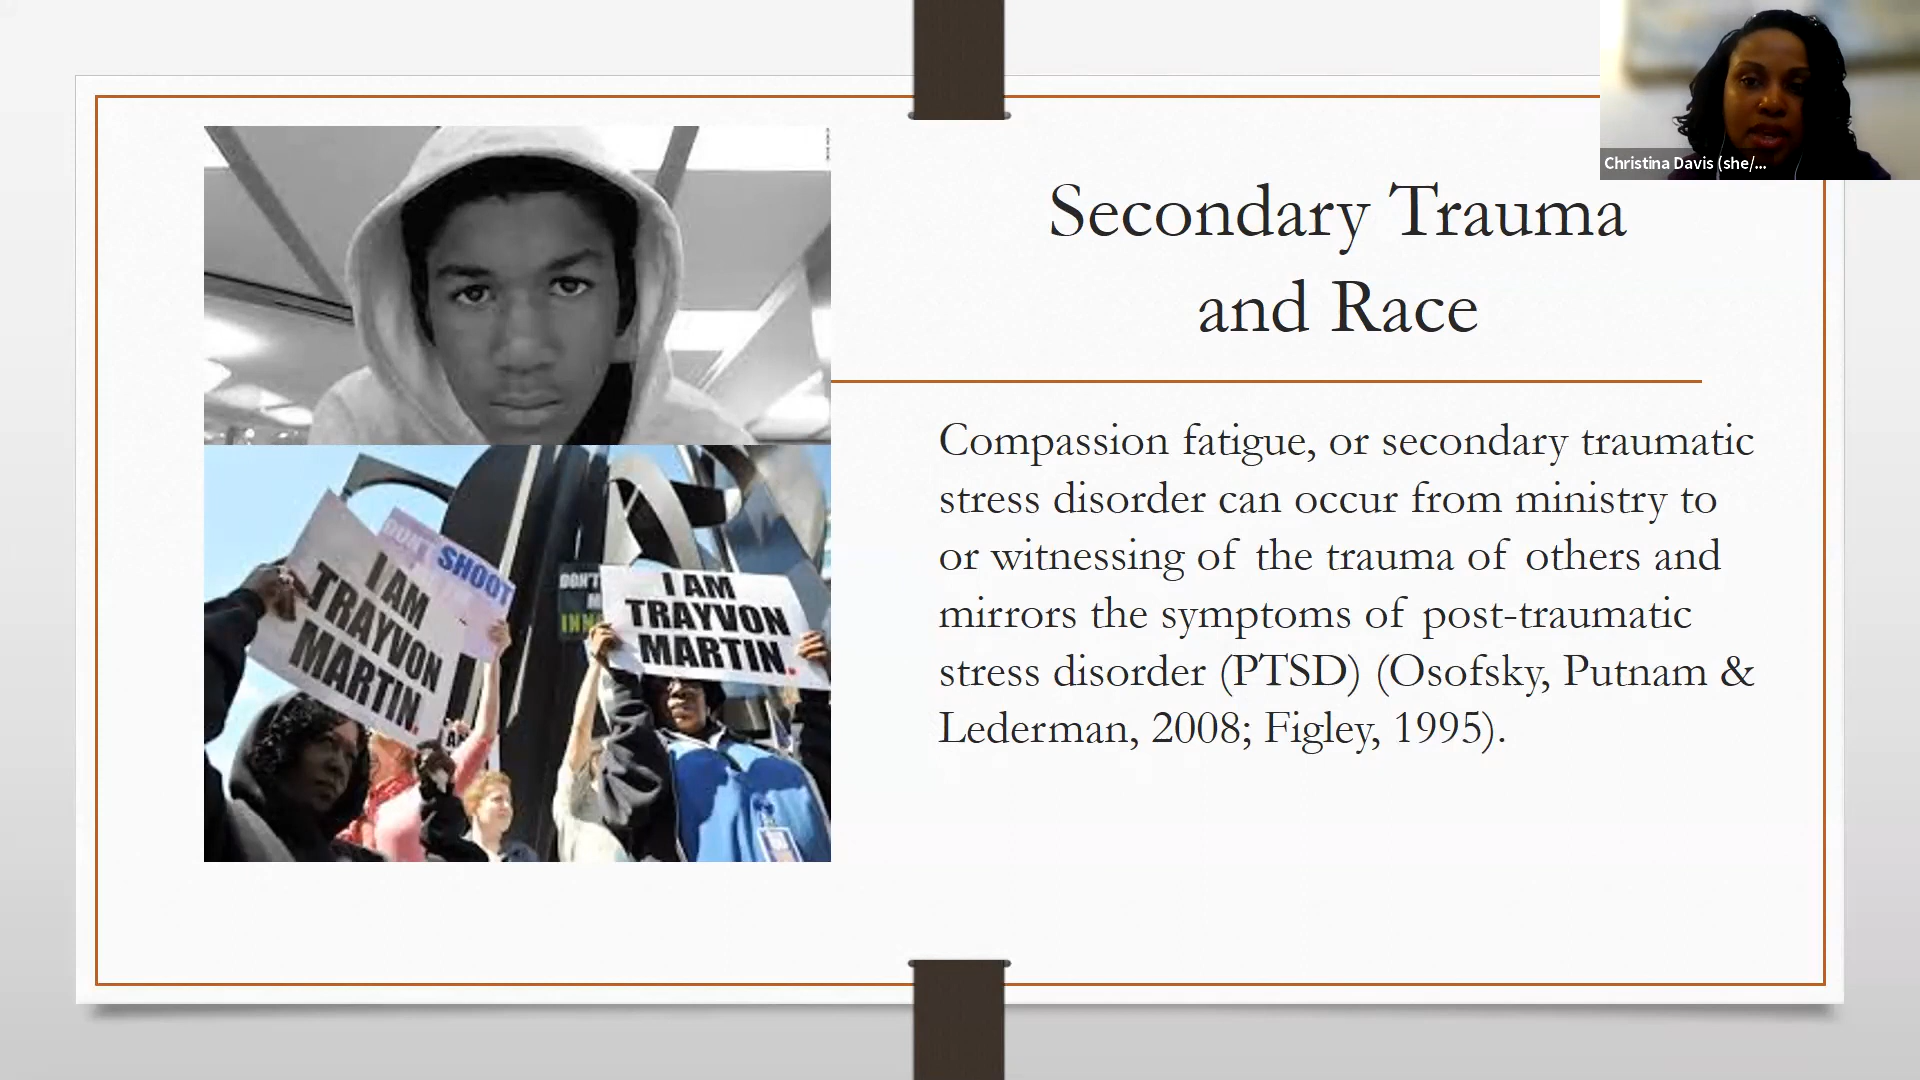 Christina Davis (she/...
Secondary Trauma
and Race
Compassion fatigue, or secondary traumatic
stress disorder can occur from ministry to
or witnessing of the trauma of others and
mirrors the symptoms of post-traumatic
stress disorder (PTSD) (Osofsky, Putnam &
Lederman, 2008; Figley, 1995).
DON'T SHOOT
I AM
TRAYVON
MARTIN.
DON'T
I AM
TRAYVON
MARTIN.